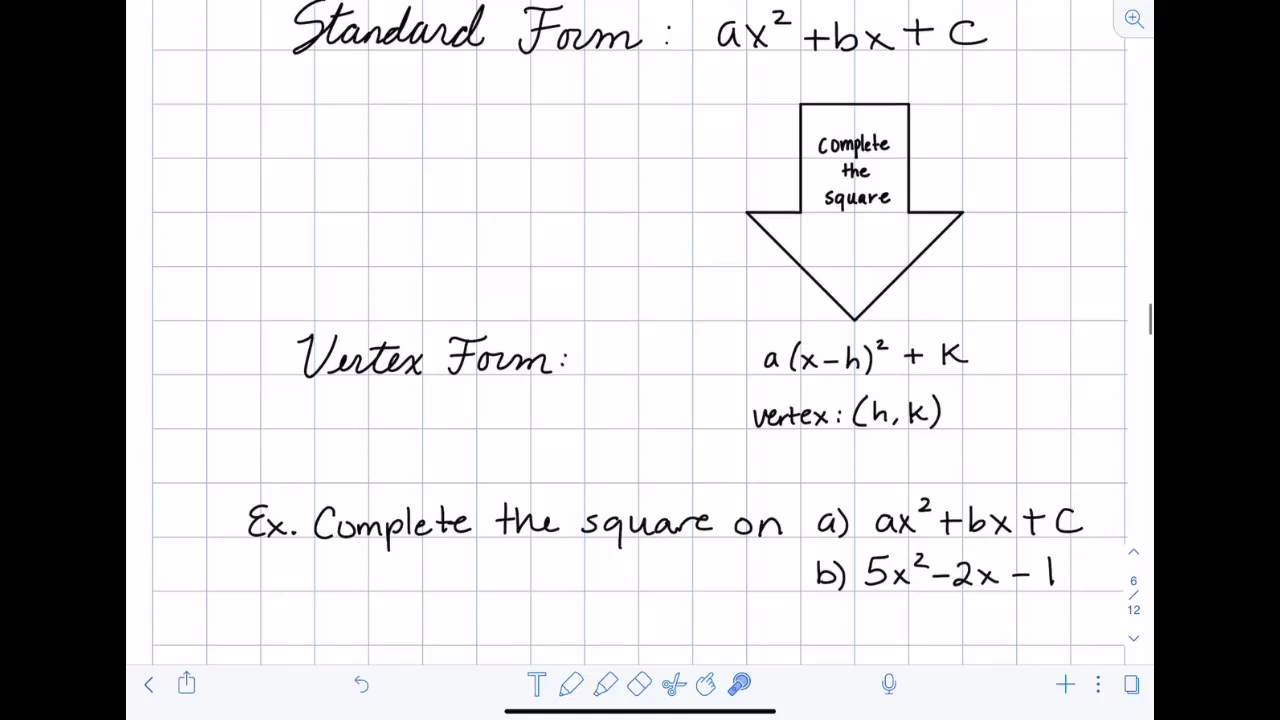 Standard Form: ax² + bx + c
Complete
the
square
Vertex Form: a(x-h)² + k
vertex: (h, k)
Ex. Complete the square on a) ax² + bx + c
b) 5x² - 2x - 1
6
/
12
T